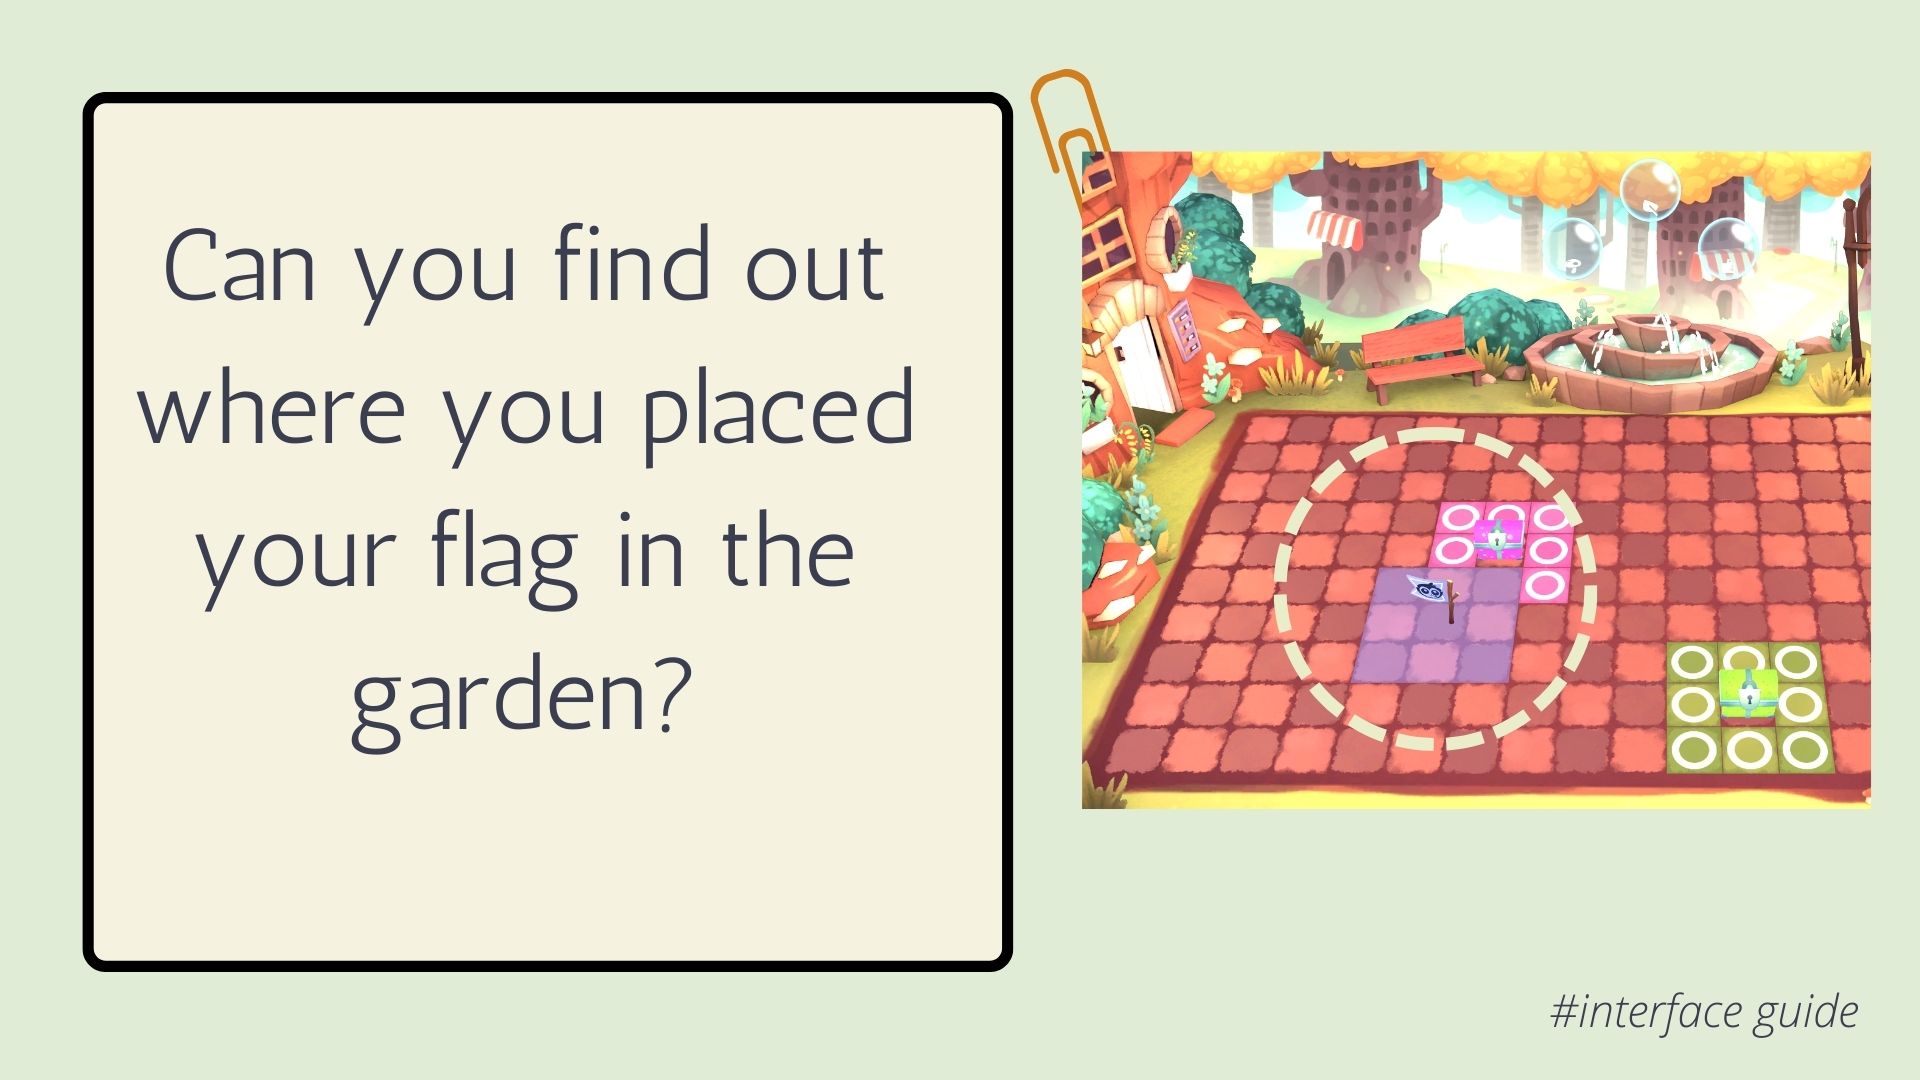 Can you find out
where you placed
your flag in the
garden?
#interface guide